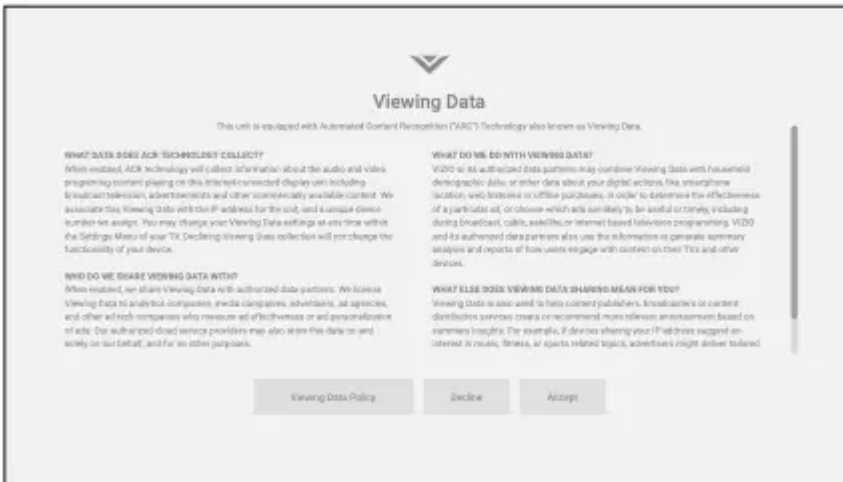 Viewing Data
This unit is equipped with Automated Content Recognition ("ARC") Technology also known as Viewing Data.
WHAT DATA DOES ACR TECHNOLOGY COLLECT?
When enabled, ACR technology will collect information about the audio and video
programing content playing on this internet-connected display unit including
broadcast television, advertisements and other commercially available content. We
associate this Viewing Data with the IP address for the unit, and a unique device
number we assign. You may change your Viewing Data settings at any time within
the Settings Menu of your TV. Declining Viewing Data collection will not change the
functionality of your device.
WHO DO WE SHARE VIEWING DATA WITH?
When enabled, we share Viewing Data with authorized data partners. We license
Viewing Data to analytics companies, media companies, advertisers, ad agencies,
and other ad tech companies who measure ad effectiveness or aid personalization
of ads. Our authorized cloud service providers may also store this data on and
solely on our behalf, and for no other purposes.
WHAT DO WE DO WITH VIEWING DATA?
VIZIO or its authorized data partners may combine Viewing Data with household
demographic data, or other data about your digital actions, like smartphone
location, web histories or offline purchases, in order to determine the effectiveness
of a particular ad, or choose which ads are likely to be useful or timely, including
during broadcast, cable, satellite, or internet based television programming. VIZIO
and its authorized data partners also use the information to generate summary
analysis and reports of how users engage with content on their TVs and other
devices.
WHAT ELSE DOES VIEWING DATA SHARING MEAN FOR YOU?
Viewing Data is also used to help content publishers, broadcasters or content
distribution services create or recommend more relevant entertainment based on
summary insights. For example, if devices sharing your IP address suggest an
interest in music, fitness, or sports related topics, advertisers might deliver tailored
Viewing Data Policy
Decline
Accept